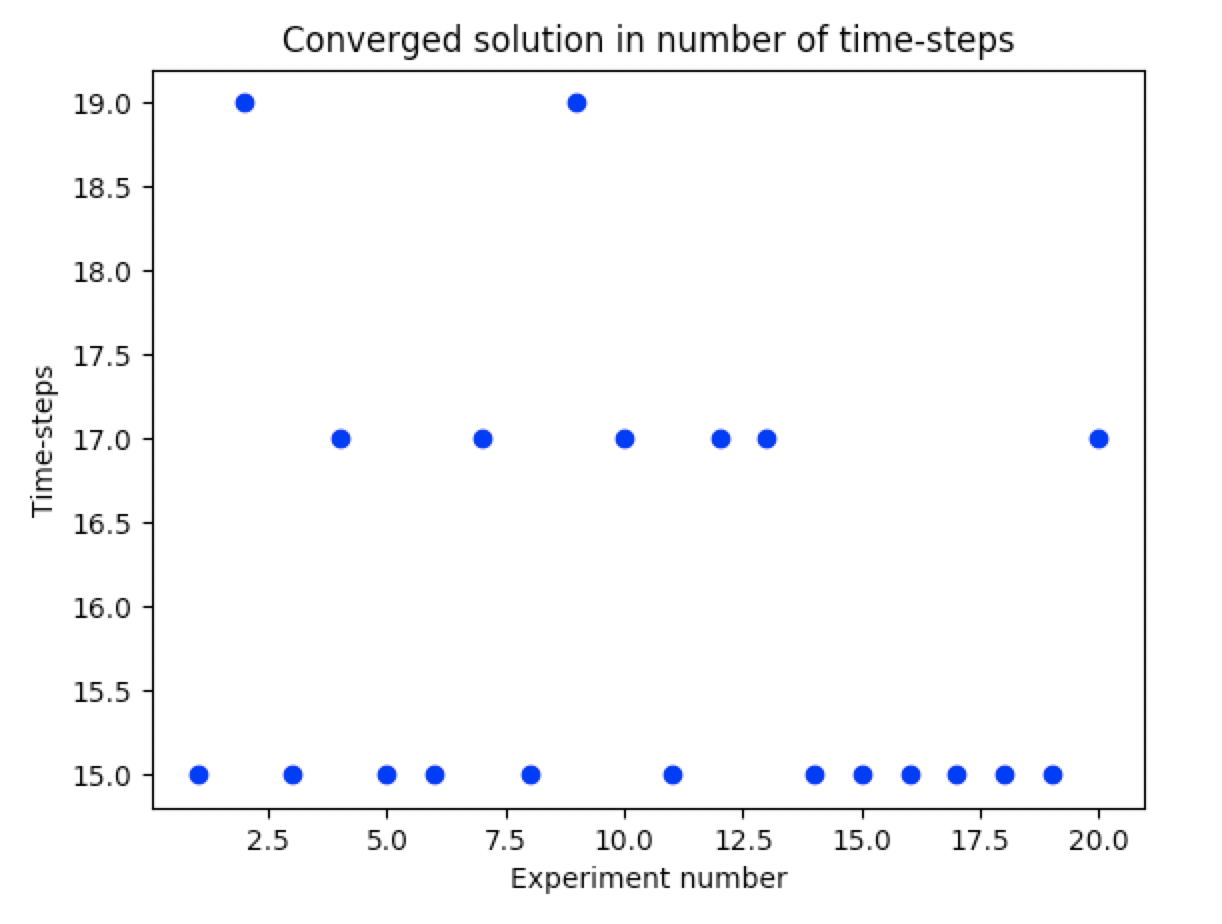 Converged solution in number of time-steps
19.0
18.5
18.0
17.5
17.0
16.5
16.0
15.5
15.0
Time-steps
2.5 5.0 7.5 10.0 12.5 15.0 17.5 20.0
Experiment number